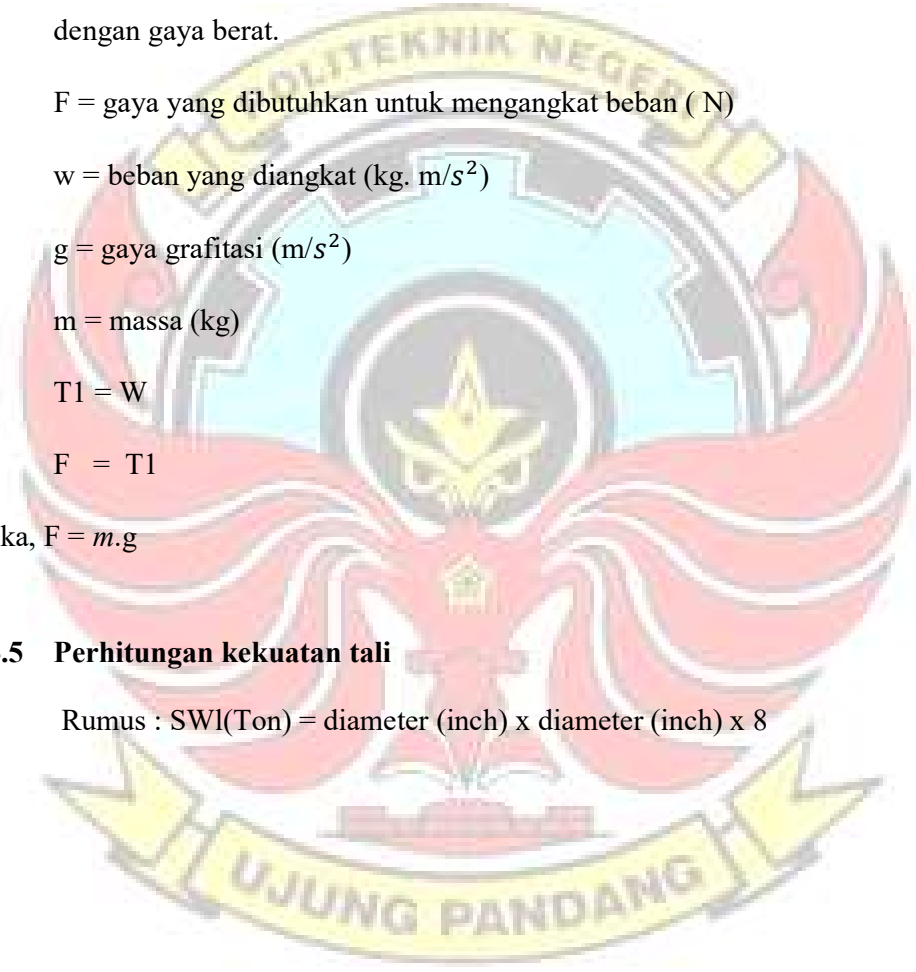 dengan gaya berat.
POLITEKNIK NEGERI
F = gaya yang dibutuhkan untuk mengangkat beban ( N)
w = beban yang diangkat (kg. m/s²)
g = gaya grafitasi (m/s²)
m = massa (kg)
T1 = W
F = T1
ka, F = m.g
.5 Perhitungan kekuatan tali
Rumus : SWl(Ton) = diameter (inch) x diameter (inch) x 8
UJUNG PANDANG